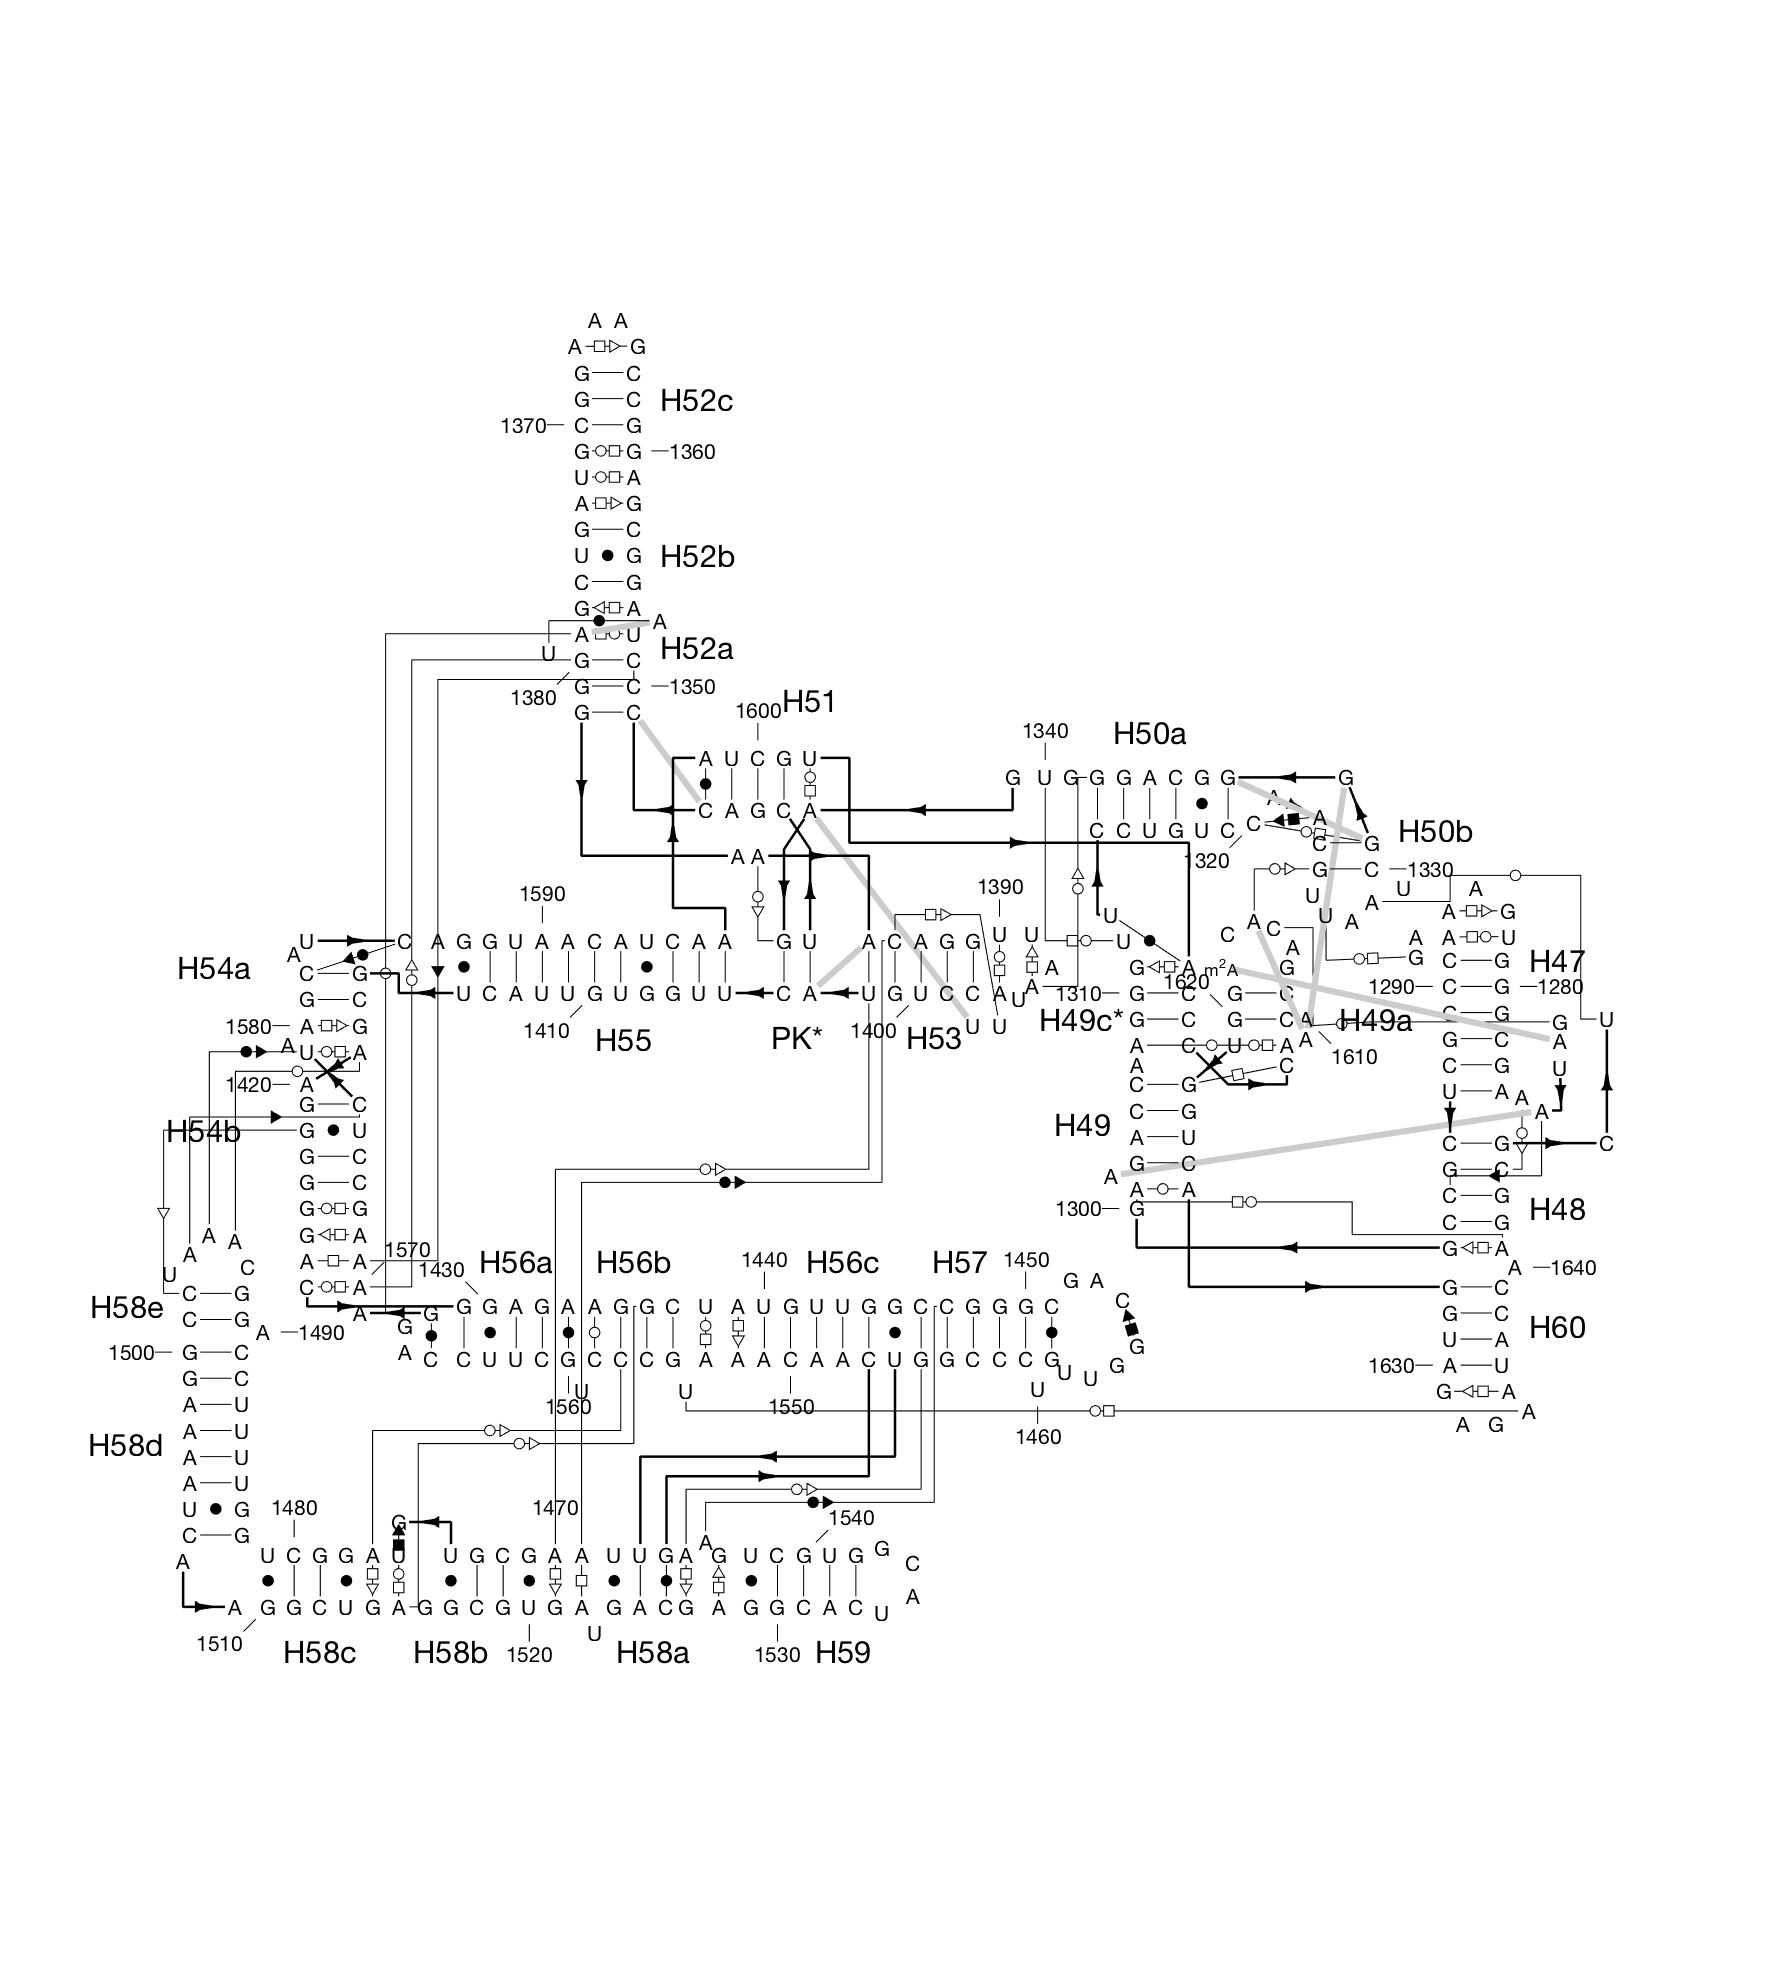 A A
A G
G C
G C H52c
1370 C G
G G 1360
U A
A G
G C
U G H52b
C G
G A
A
A U H52a
U
G C
1380 G C 1350
G C
1600 H51
1340 H50a
A U C G U
G U G G G A C G G G
A
C A G C A
A
C C U G U C C
H50b
C G
A A
1320
G C 1330
1590 1390
U U A
U A
A G
U U A
A
C
U A
U C A G G U A A C A U C A A G U A C A G G U U U
A A U
A
C G H54a
A
G
C G H47
U C A U U G U G G U U C A U G U C C A U A
G A m²A G
1620
G C
1310 G C G C
1290 C G 1280
1410 H55 PK* 1400 H53 U U
H49c* G C G C A H49a
G G
G U
1580 A G
A U A
A C U A A 1610
G C A
1420 A
C G C
U G U
G C
U A A A
H54b G U
C G H49
G C
A U
C G C
G C
G C
A
A A
G C
G G
1300 G
C G H48
G A
A A A
A A 1570
G A
1430 H56a H56b 1440 H56c H57 1450
U C
A 1640
G A
H58e C G
C A
G C
C G
A
G G G A G A A G G C U A U G U U G G C C G G G C
C
G C
A 1490
G
G A H60
U A
1500 G C
A C C U U C G C C C G A A A C A A C U G G C C C G U U G G
G C
1630 A U
U
1560
U
1550
U
G A
A U
1460
A G A
A U
H58d
A U
A U
U G
1480 1470 1540
C G
G
A
U C G G A U U G C G A A U U G A A G U C G U G G C
A
A G G C U G A G G C G U G A G A C G A G G C A C U
1510
U
H58c H58b 1520 H58a 1530 H59